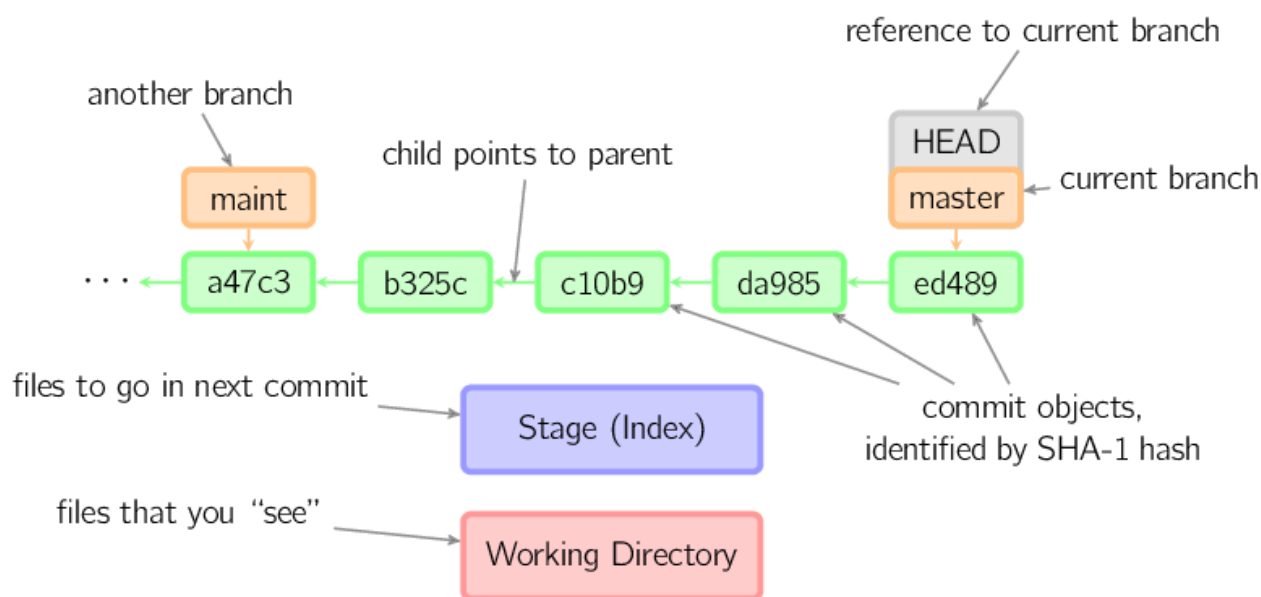 reference to current branch
another branch
child points to parent
HEAD
maint
master
current branch
···
a47c3
b325c
c10b9
da985
ed489
files to go in next commit
Stage (Index)
commit objects,
identified by SHA-1 hash
files that you “see”
Working Directory